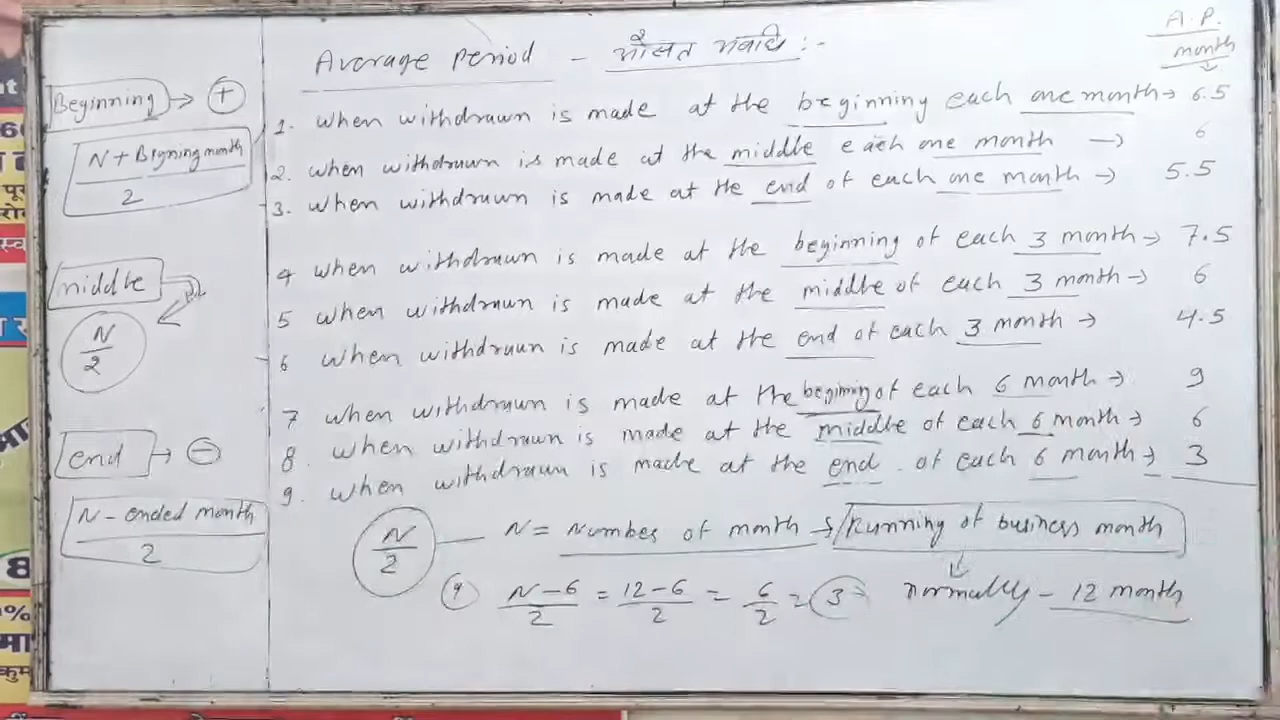 Average Period - औसत अवधि :-
A.P.
month
1. when withdrawn is made at the beginning each one month → 6.5
2. when withdrawn is made at the middle each one month → 6
3. when withdrawn is made at the end of each one month → 5.5
4 when withdrawn is made at the beginning of each 3 month → 7.5
5 when withdrawn is made at the middle of each 3 month → 6
6 when withdrawn is made at the end of each 3 month → 4.5
7 when withdrawn is made at the begining of each 6 month → 9
8. when withdrawn is made at the middle of each 6 month → 6
9. when withdrawn is made at the end of each 6 month → 3
N/2 — N = Number of month → Running of business month
9 N-6/2 = 12-6/2 = 6/2 = 3
normally - 12 month
Beginning → +
N + Bigning month
2
middle
N/2
end → -
N - ended month
2